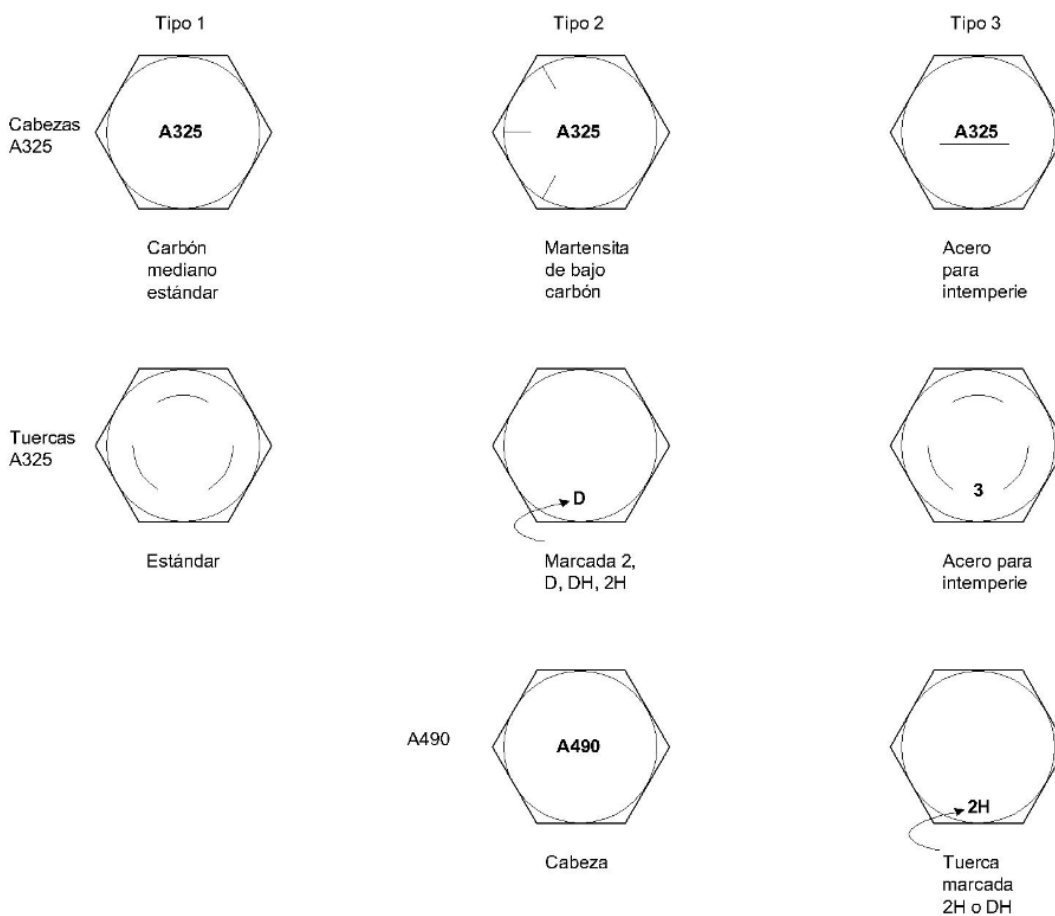 Tipo 1
Tipo 2
Tipo 3
Cabezas
A325
A325
A325
A325
Carbón
mediano
estándar
Martensita
de bajo
carbón
Acero
para
intemperie
Tuercas
A325
D
3
Estándar
Marcada 2,
D, DH, 2H
Acero para
intemperie
A490
A490
2H
Cabeza
Tuerca
marcada
2H o DH